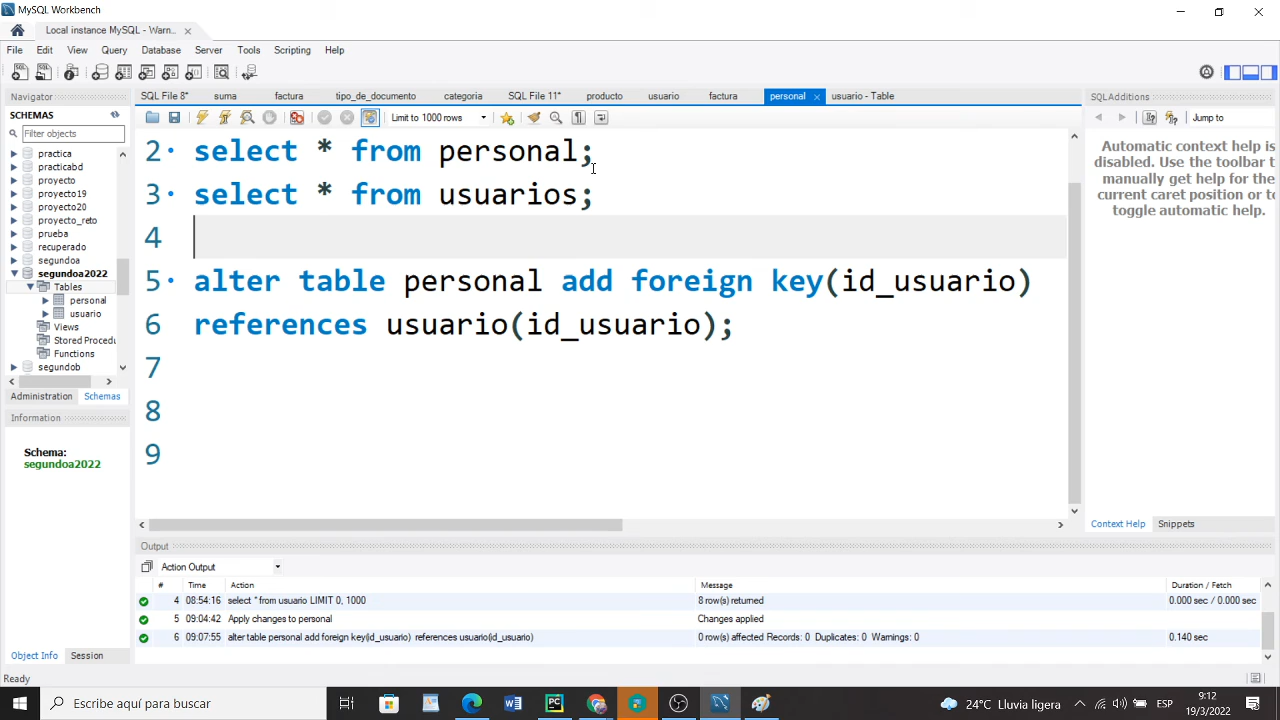 MySQL Workbench
Local instance MySQL - Warn...
File Edit View Query Database Server Tools Scripting Help
Navigator
SCHEMAS
Filter objects
practica
practicabd
proyecto
proyecto19
proyecto20
proyecto_reto
prueba
recuperado
segundoa
segundoa2022
Tables
personal
usuario
Views
Stored Procedu
Functions
segundob
Administration Schemas
Information
Schema:
segundoa2022
Object Info Session
SQL File 8* suma factura tipo_de_documento categoria SQL File 11* producto usuario factura personal usuario - Table
Limit to 1000 rows
2 select * from personal;
3 select * from usuarios;
4
5 alter table personal add foreign key(id_usuario)
6 references usuario(id_usuario);
7
8
9
SQLAdditions
Jump to
Automatic context help is
disabled. Use the toolbar t
manually get help for the
current caret position or to
toggle automatic help.
Context Help Snippets
Output
Action Output
# Time Action Message Duration / Fetch
4 08:54:16 select * from usuario LIMIT 0, 1000 8 row(s) returned 0.000 sec / 0.000 sec
5 09:04:42 Apply changes to personal Changes applied
6 09:07:55 alter table personal add foreign key(id_usuario) references usuario(id_usuario) 0 row(s) affected Records: 0 Duplicates: 0 Warnings: 0 0.140 sec
Ready
Escribe aquí para buscar
24°C Lluvia ligera
ESP
9:12
19/3/2022